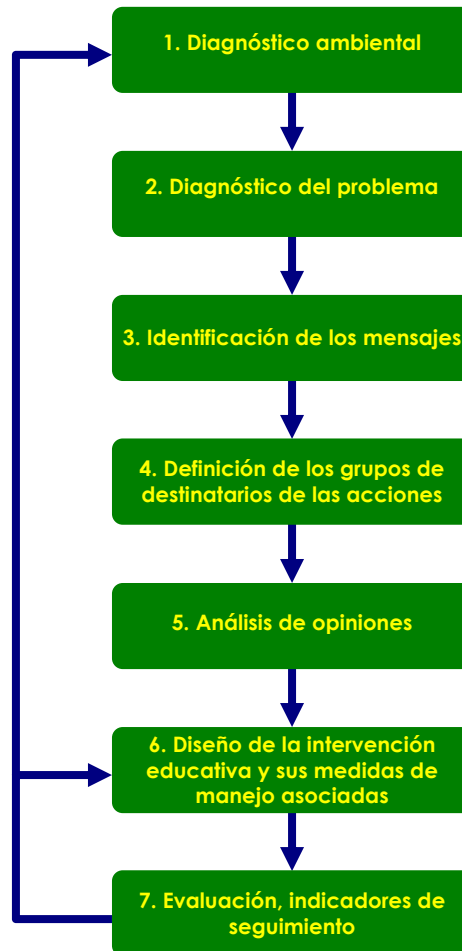 1. Diagnóstico ambiental
2. Diagnóstico del problema
3. Identificación de los mensajes
4. Definición de los grupos de
destinatarios de las acciones
5. Análisis de opiniones
6. Diseño de la intervención
educativa y sus medidas de
manejo asociadas
7. Evaluación, indicadores de
seguimiento